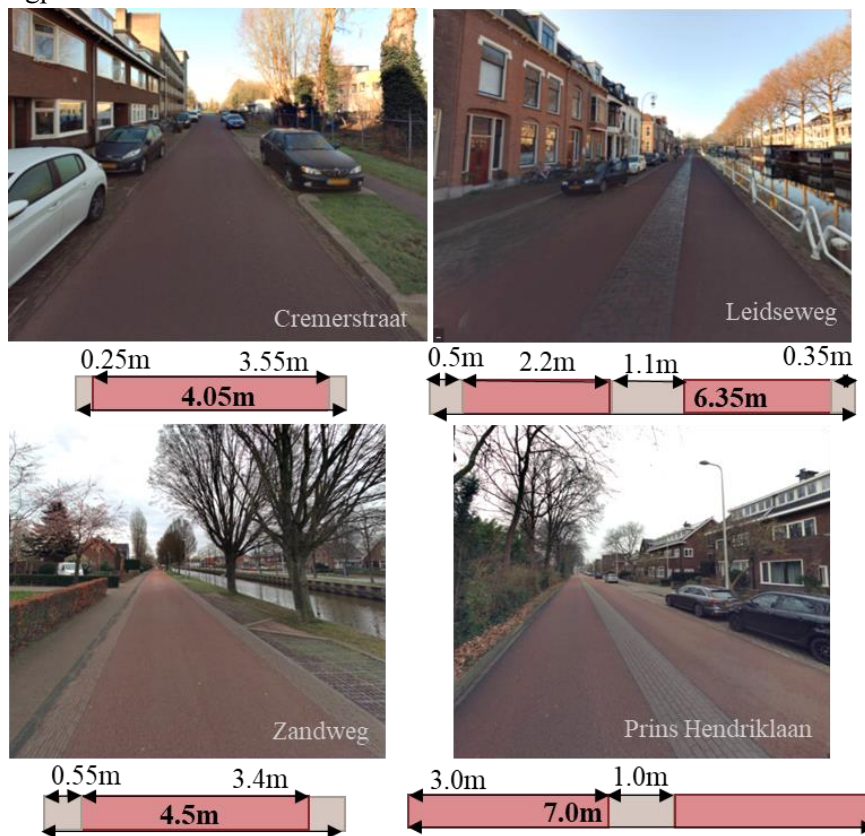 Cremerstraat
Leidseweg
0.25m 3.55m
4.05m
0.5m 2.2m 1.1m 0.35m
6.35m
Zandweg
Prins Hendriklaan
0.55m 3.4m
4.5m
3.0m 1.0m
7.0m